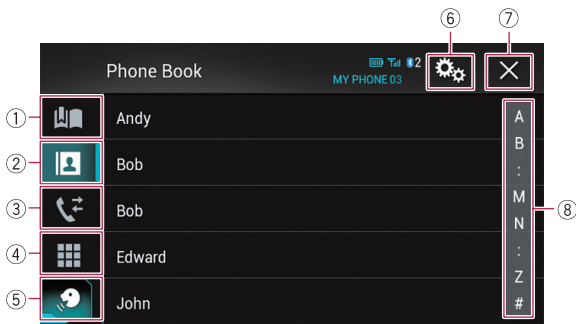 ⑥ ⑦
Phone Book
2
MY PHONE 03
① Andy
A
B
② Bob
:
③ Bob
M
⑧
N
④ Edward
:
Z
⑤ John
#